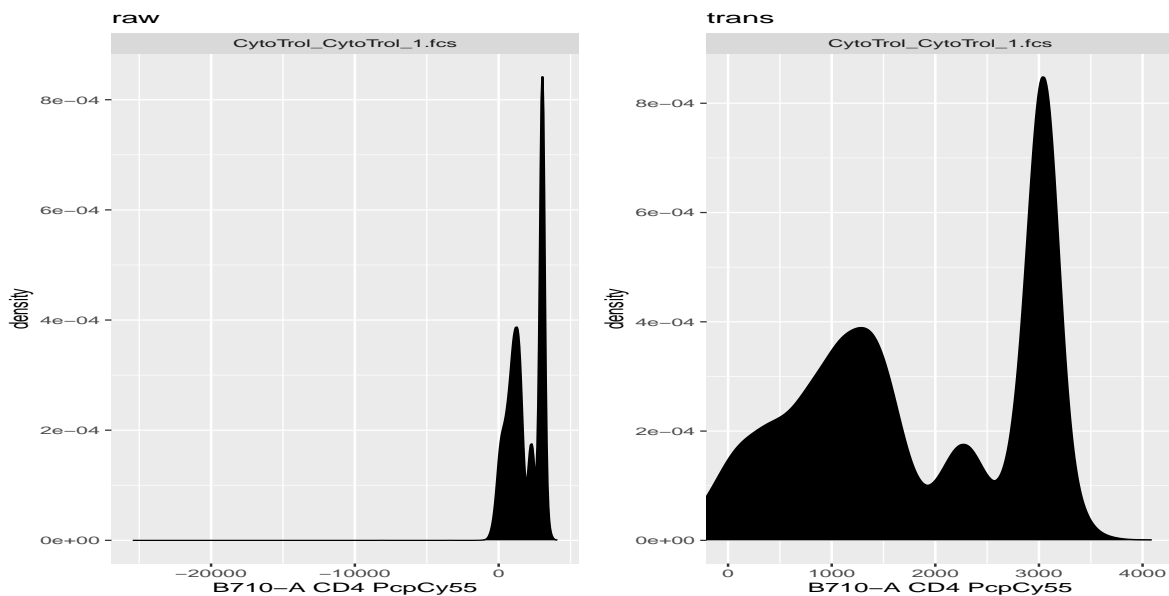 raw
CytoTrol_CytoTrol_1.fcs
8e−04
6e−04
4e−04
2e−04
0e+00
density
−20000 −10000 0
B710−A CD4 PcpCy55
trans
CytoTrol_CytoTrol_1.fcs
8e−04
6e−04
4e−04
2e−04
0e+00
density
0 1000 2000 3000 4000
B710−A CD4 PcpCy55